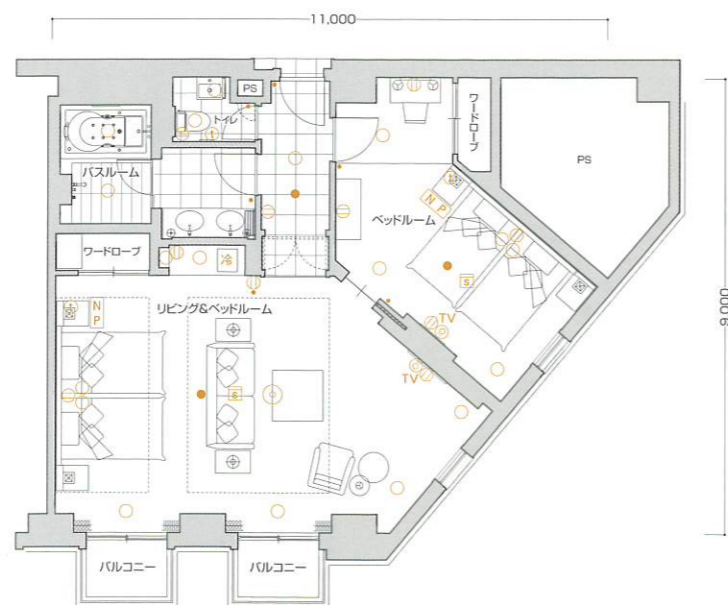 11,000
PS
トイレ
ワードローブ
PS
バスルーム
ベッドルーム
N
P
ワードローブ
冷
S
9,000
リビング&ベッドルーム
N
P
TV
TV
S
バルコニー
バルコニー